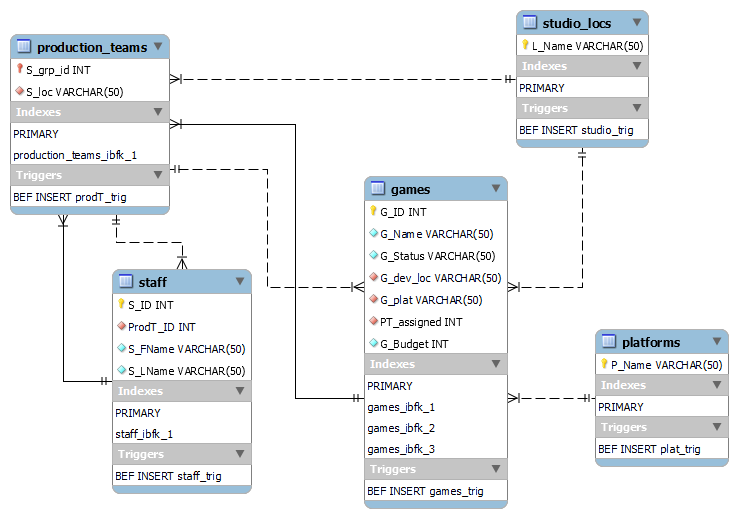 production_teams
S_grp_id INT
S_loc VARCHAR(50)
Indexes
PRIMARY
production_teams_ibfk_1
Triggers
BEF INSERT prodT_trig
studio_locs
L_Name VARCHAR(50)
Indexes
PRIMARY
Triggers
BEF INSERT studio_trig
games
G_ID INT
G_Name VARCHAR(50)
G_Status VARCHAR(50)
G_dev_loc VARCHAR(50)
G_plat VARCHAR(50)
PT_assigned INT
G_Budget INT
Indexes
PRIMARY
games_ibfk_1
games_ibfk_2
games_ibfk_3
Triggers
BEF INSERT games_trig
staff
S_ID INT
ProdT_ID INT
S_FName VARCHAR(50)
S_LName VARCHAR(50)
Indexes
PRIMARY
staff_ibfk_1
Triggers
BEF INSERT staff_trig
platforms
P_Name VARCHAR(50)
Indexes
PRIMARY
Triggers
BEF INSERT plat_trig